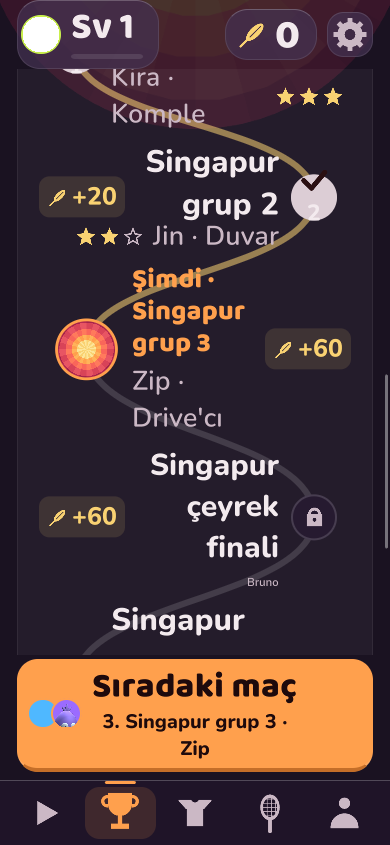 Sv 1
0
Kira ·
Komple
Singapur
grup 2
+20
2
Jin · Duvar
Şimdi ·
Singapur
grup 3
+60
Zip ·
Drive'cı
Singapur
çeyrek
finali
+60
Bruno
Singapur
Sıradaki maç
3. Singapur grup 3 ·
Zip